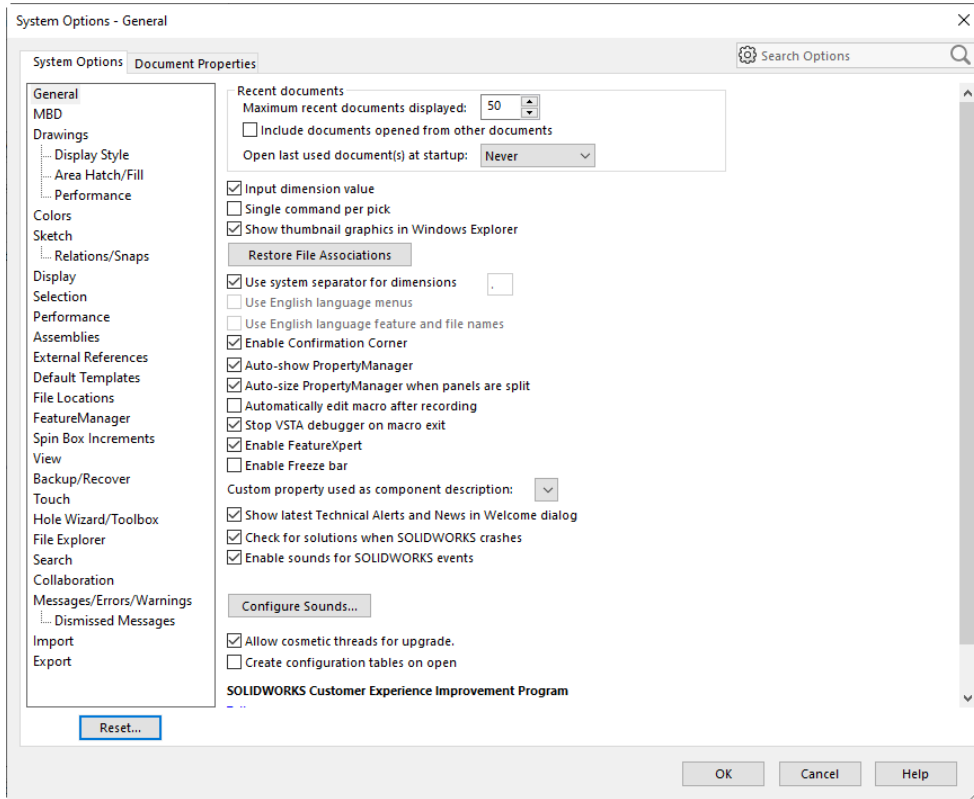 System Options - General
System Options
Document Properties
Search Options
General
MBD
Drawings
Display Style
Area Hatch/Fill
Performance
Colors
Sketch
Relations/Snaps
Display
Selection
Performance
Assemblies
External References
Default Templates
File Locations
FeatureManager
Spin Box Increments
View
Backup/Recover
Touch
Hole Wizard/Toolbox
File Explorer
Search
Collaboration
Messages/Errors/Warnings
Dismissed Messages
Import
Export
Reset...
Recent documents
Maximum recent documents displayed: 50
Include documents opened from other documents
Open last used document(s) at startup: Never
Input dimension value
Single command per pick
Show thumbnail graphics in Windows Explorer
Restore File Associations
Use system separator for dimensions .
Use English language menus
Use English language feature and file names
Enable Confirmation Corner
Auto-show PropertyManager
Auto-size PropertyManager when panels are split
Automatically edit macro after recording
Stop VSTA debugger on macro exit
Enable FeatureXpert
Enable Freeze bar
Custom property used as component description:
Show latest Technical Alerts and News in Welcome dialog
Check for solutions when SOLIDWORKS crashes
Enable sounds for SOLIDWORKS events
Configure Sounds...
Allow cosmetic threads for upgrade.
Create configuration tables on open
SOLIDWORKS Customer Experience Improvement Program
OK
Cancel
Help